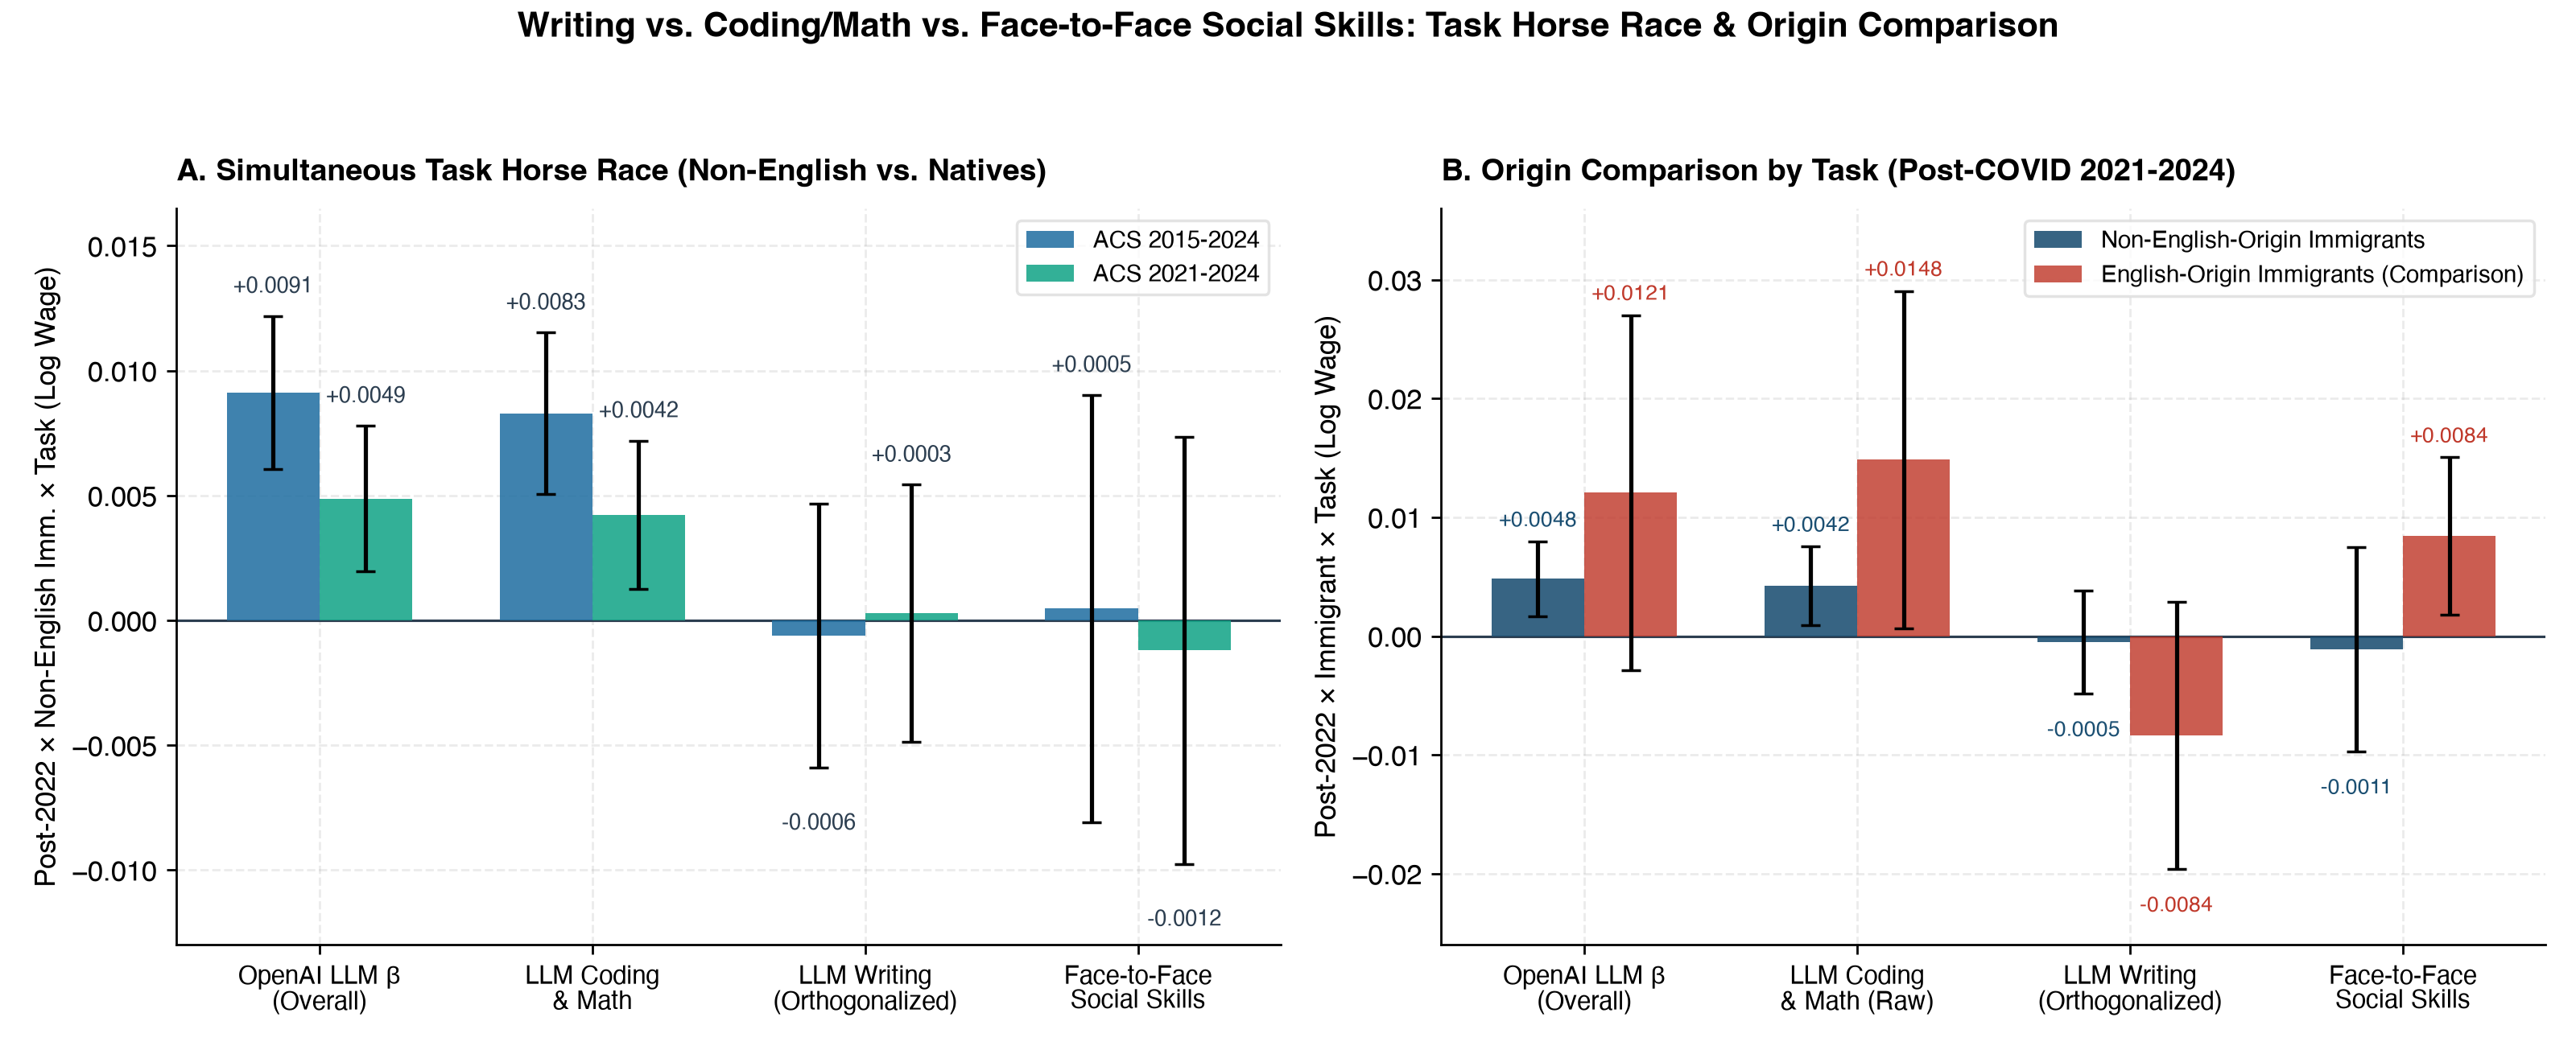 Writing vs. Coding/Math vs. Face-to-Face Social Skills: Task Horse Race & Origin Comparison
A. Simultaneous Task Horse Race (Non-English vs. Natives)
Post-2022 × Non-English Imm. × Task (Log Wage)
0.015
0.010
0.005
0.000
−0.005
−0.010
ACS 2015-2024
ACS 2021-2024
+0.0091
+0.0049
+0.0083
+0.0042
-0.0006
+0.0003
+0.0005
-0.0012
OpenAI LLM β
(Overall)
LLM Coding
& Math
LLM Writing
(Orthogonalized)
Face-to-Face
Social Skills
B. Origin Comparison by Task (Post-COVID 2021-2024)
Post-2022 × Immigrant × Task (Log Wage)
0.03
0.02
0.01
0.00
−0.01
−0.02
Non-English-Origin Immigrants
English-Origin Immigrants (Comparison)
+0.0048
+0.0121
+0.0042
+0.0148
-0.0005
-0.0084
-0.0011
+0.0084
OpenAI LLM β
(Overall)
LLM Coding
& Math (Raw)
LLM Writing
(Orthogonalized)
Face-to-Face
Social Skills